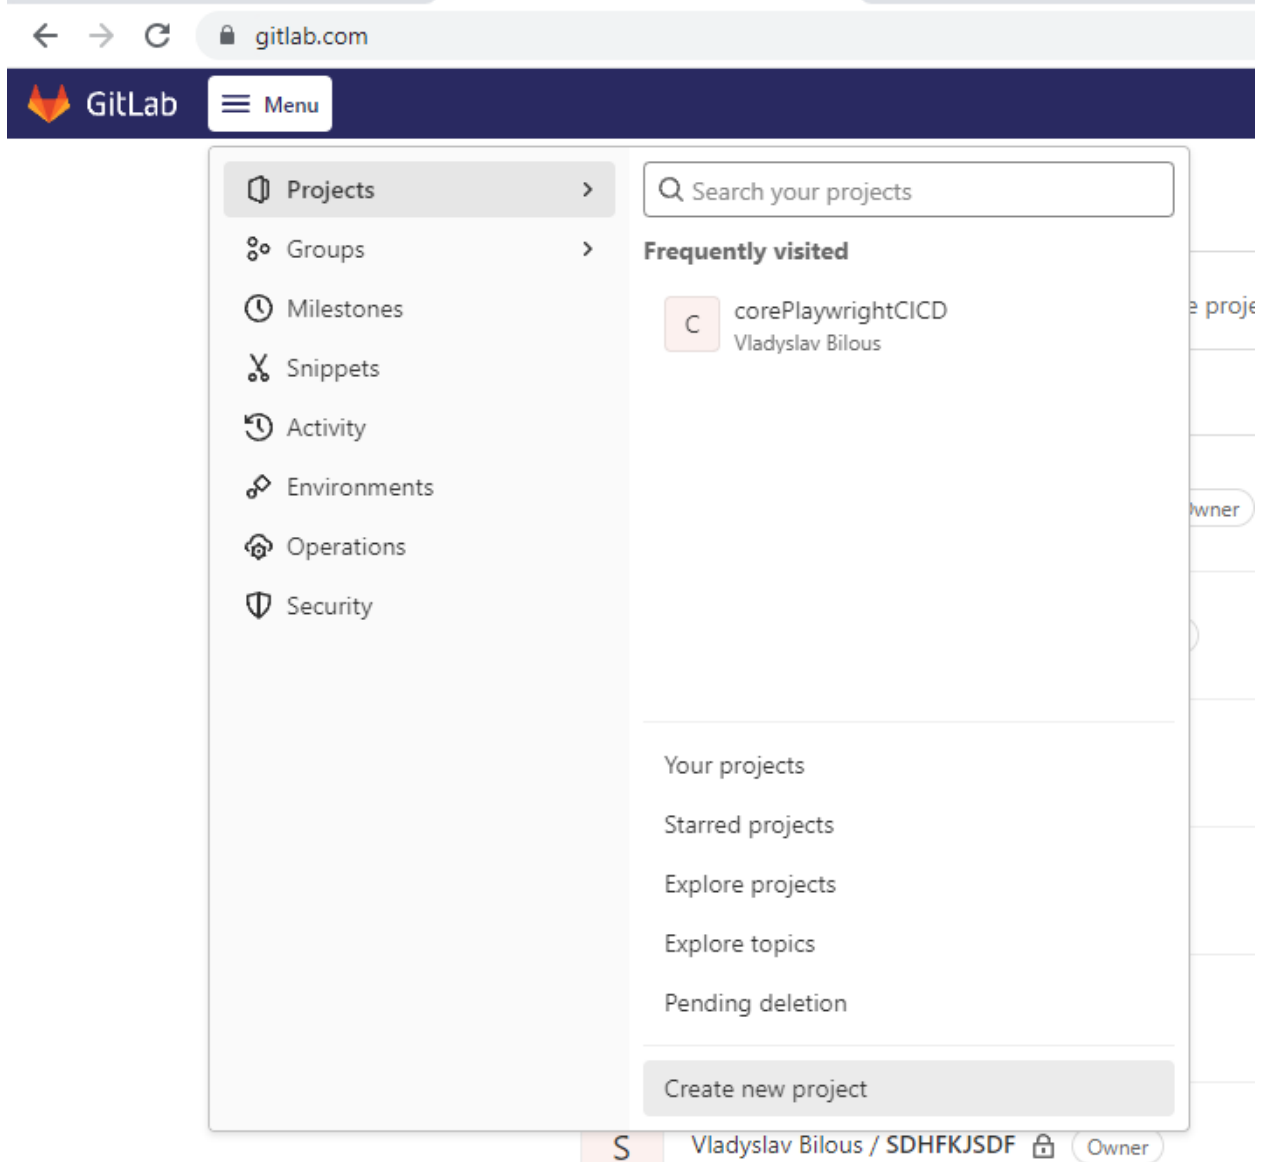 gitlab.com
GitLab
Menu
Projects
Groups
Milestones
Snippets
Activity
Environments
Operations
Security
Search your projects
Frequently visited
C
corePlaywrightCICD
Vladyslav Bilous
Your projects
Starred projects
Explore projects
Explore topics
Pending deletion
Create new project
S
Vladyslav Bilous / SDHFKJSDF Owner